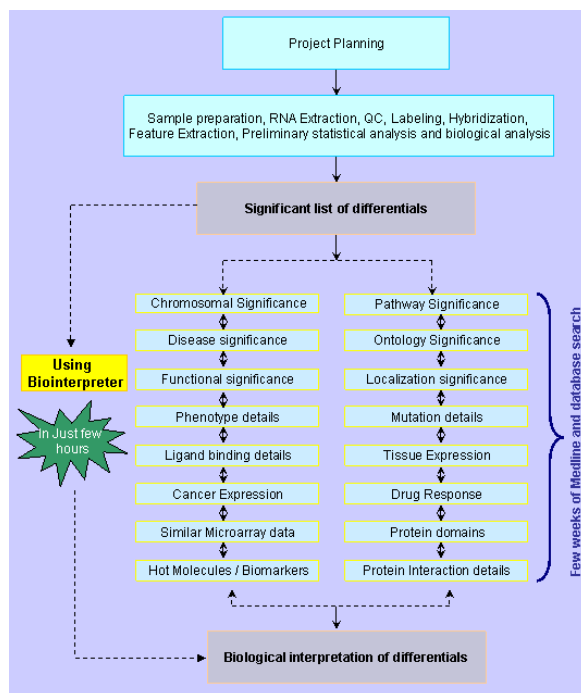 Project Planning
Sample preparation, RNA Extraction, QC, Labeling, Hybridization,
Feature Extraction, Preliminary statistical analysis and biological analysis
Significant list of differentials
Chromosomal Significance
Disease significance
Functional significance
Phenotype details
Ligand binding details
Cancer Expression
Similar Microarray data
Hot Molecules / Biomarkers
Pathway Significance
Ontology Significance
Localization significance
Mutation details
Tissue Expression
Drug Response
Protein domains
Protein Interaction details
Using
Biointerpreter
In Just few
hours
Few weeks of Medline and database search
Biological interpretation of differentials